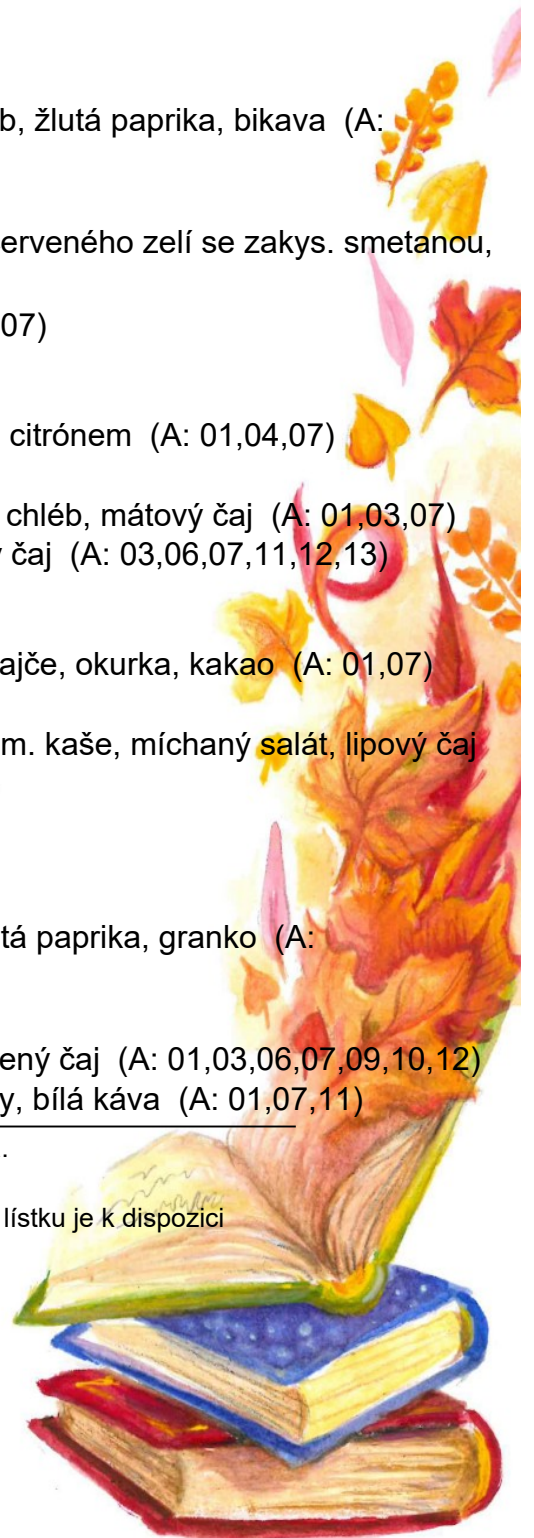 b, žlutá paprika, bikava (A:
erveného zelí se zakys. smetanou,
07)
citrónem (A: 01,04,07)
chléb, mátový čaj (A: 01,03,07)
čaj (A: 03,06,07,11,12,13)
ajče, okurka, kakao (A: 01,07)
m. kaše, míchaný salát, lipový čaj
tá paprika, granko (A:
ený čaj (A: 01,03,06,07,09,10,12)
y, bílá káva (A: 01,07,11)
.
lístku je k dispozici